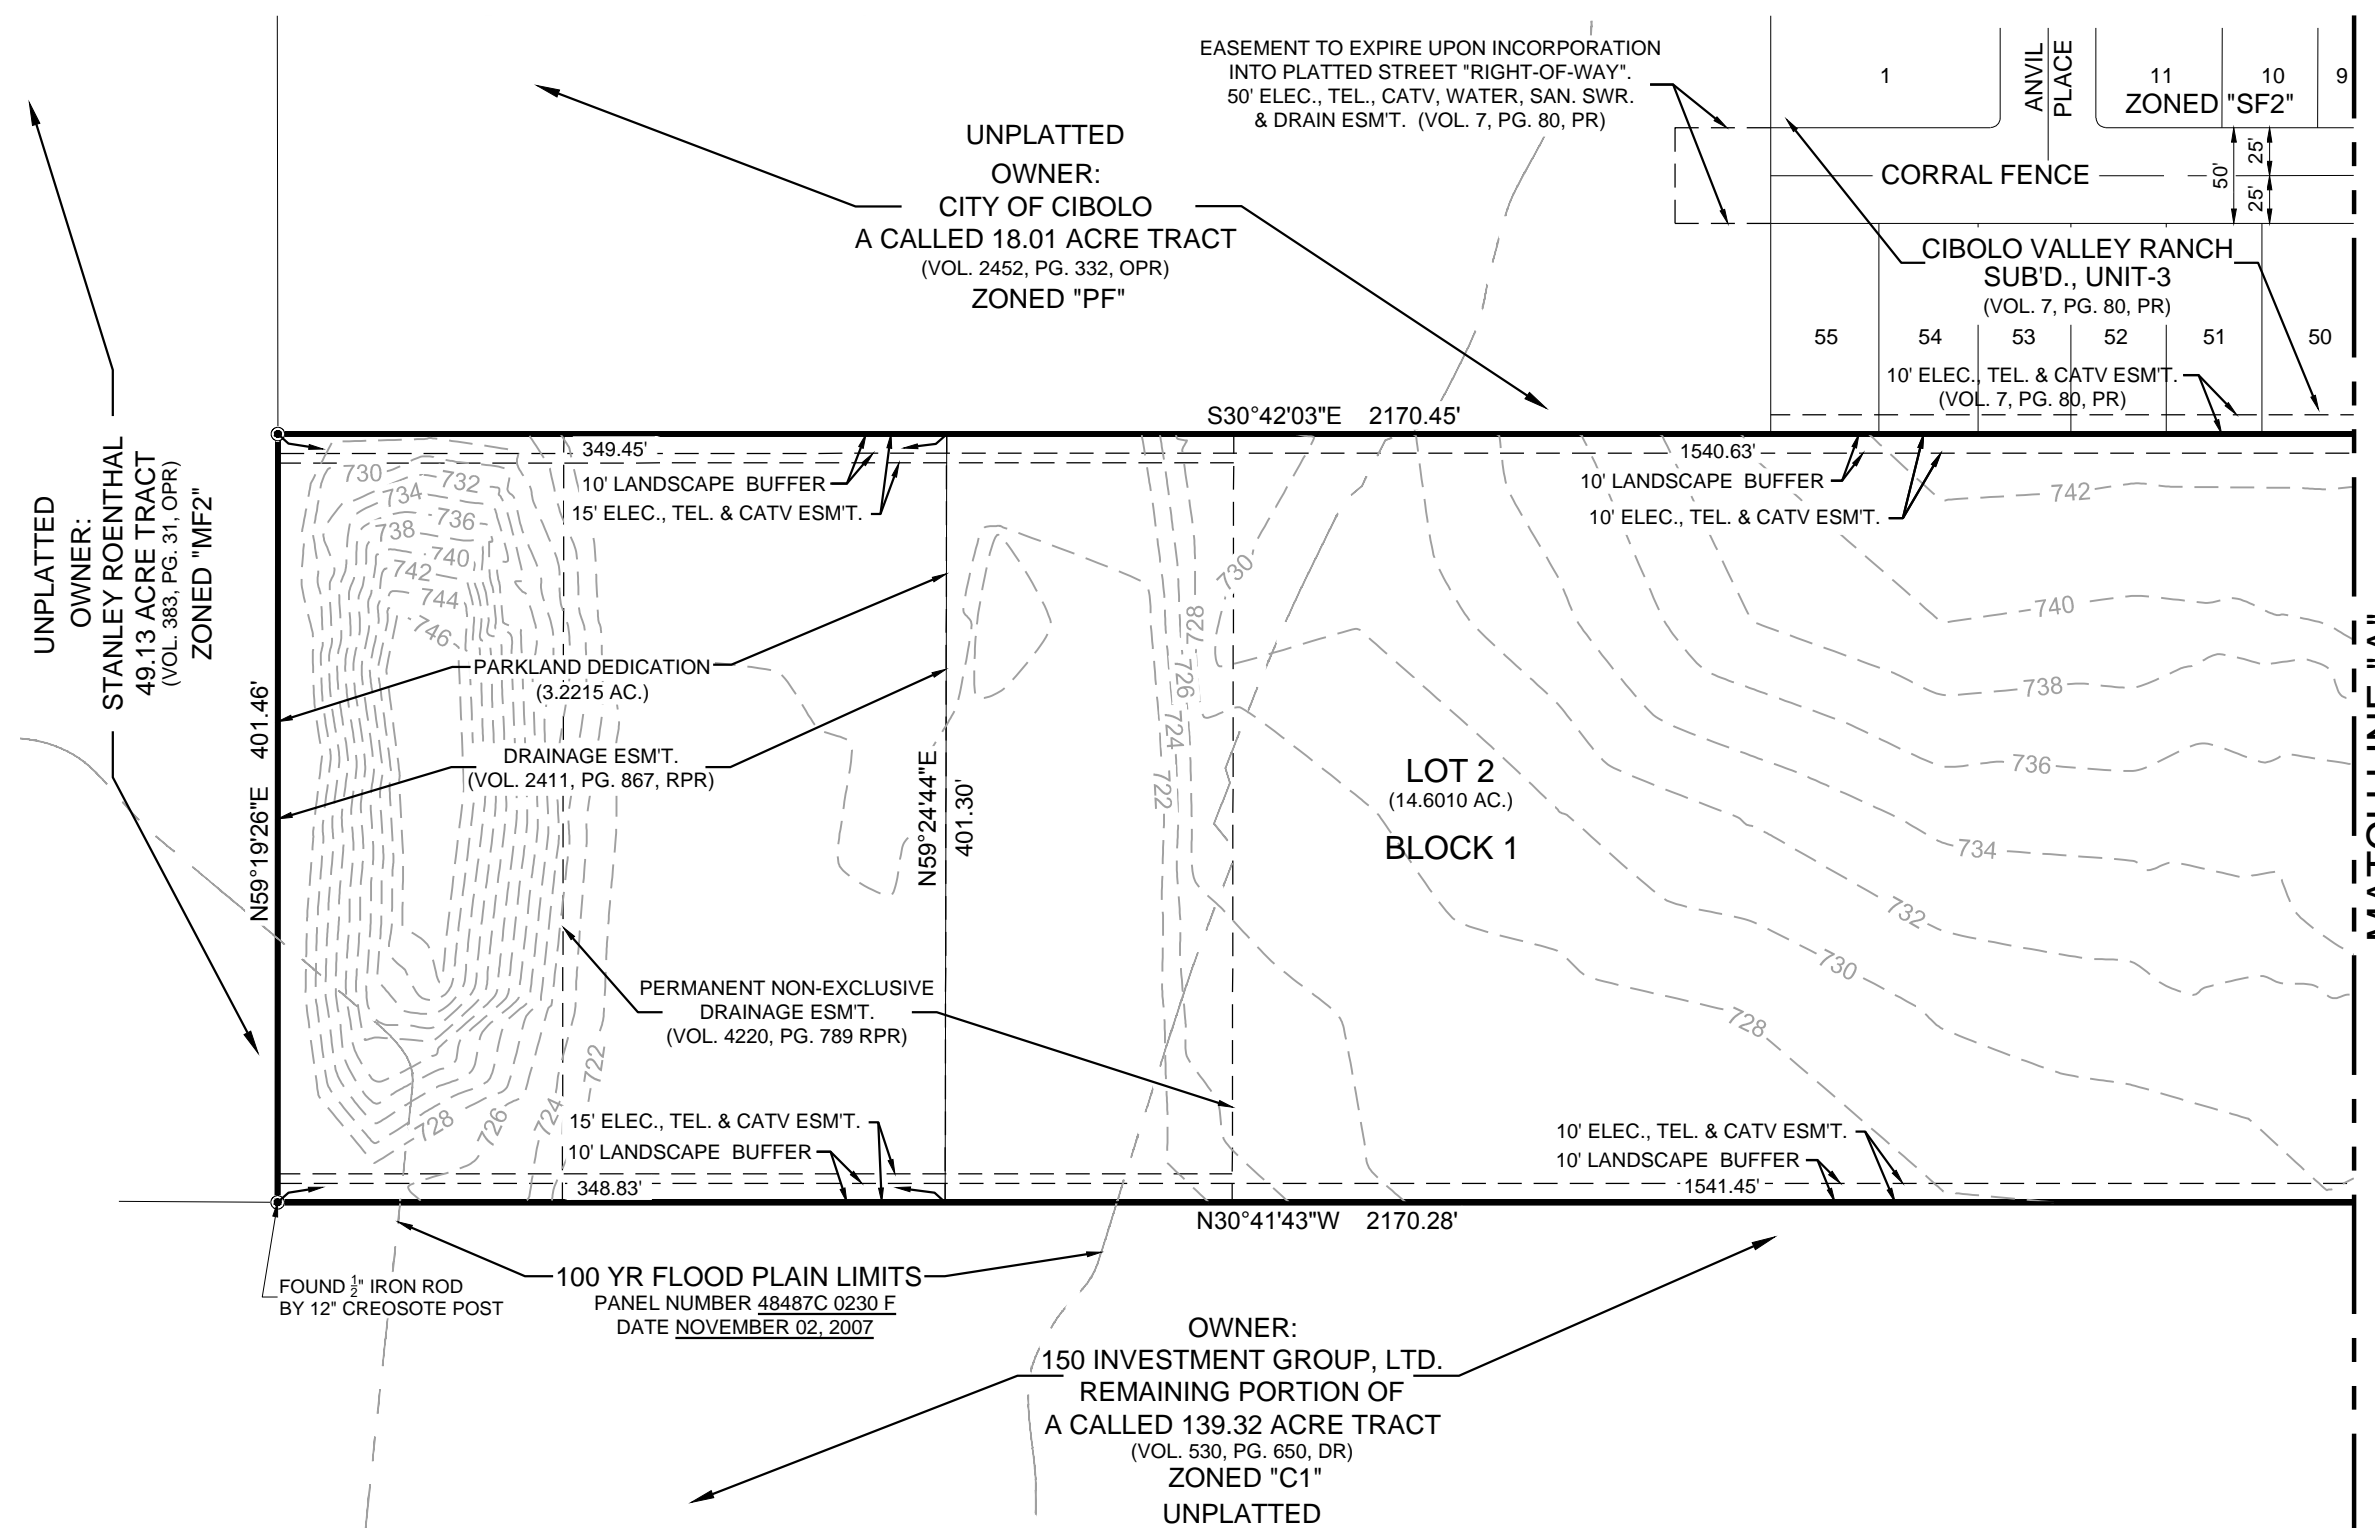 EASEMENT TO EXPIRE UPON INCORPORATION
INTO PLATTED STREET "RIGHT-OF-WAY".
50' ELEC., TEL., CATV, WATER, SAN. SWR.
& DRAIN ESM'T. (VOL. 7, PG. 80, PR)
1
ANVIL
PLACE
11
10
9
ZONED "SF2"
CORRAL FENCE
50'
25'
25'
UNPLATTED
OWNER:
CITY OF CIBOLO
A CALLED 18.01 ACRE TRACT
(VOL. 2452, PG. 332, OPR)
ZONED "PF"
CIBOLO VALLEY RANCH
SUB'D., UNIT-3
(VOL. 7, PG. 80, PR)
55
54
53
52
51
50
10' ELEC., TEL. & CATV ESM'T.
(VOL. 7, PG. 80, PR)
S30°42'03"E 2170.45'
349.45'
1540.63'
10' LANDSCAPE BUFFER
15' ELEC., TEL. & CATV ESM'T.
10' LANDSCAPE BUFFER
10' ELEC., TEL. & CATV ESM'T.
UNPLATTED
OWNER:
STANLEY ROENTHAL
49.13 ACRE TRACT
(VOL. 383, PG. 31, OPR)
ZONED "MF2"
730
732
734
736
738
740
742
744
746
730
742
740
738
736
734
732
730
728
728
726
724
722
PARKLAND DEDICATION
(3.2215 AC.)
DRAINAGE ESM'T.
(VOL. 2411, PG. 867, RPR)
N59°19'26"E 401.46'
N59°24'44"E
401.30'
LOT 2
(14.6010 AC.)
BLOCK 1
PERMANENT NON-EXCLUSIVE
DRAINAGE ESM'T.
(VOL. 4220, PG. 789 RPR)
722
724
726
728
15' ELEC., TEL. & CATV ESM'T.
10' LANDSCAPE BUFFER
348.83'
10' ELEC., TEL. & CATV ESM'T.
10' LANDSCAPE BUFFER
1541.45'
N30°41'43"W 2170.28'
FOUND ½" IRON ROD
BY 12" CREOSOTE POST
100 YR FLOOD PLAIN LIMITS
PANEL NUMBER 48487C 0230 F
DATE NOVEMBER 02, 2007
OWNER:
150 INVESTMENT GROUP, LTD.
REMAINING PORTION OF
A CALLED 139.32 ACRE TRACT
(VOL. 530, PG. 650, DR)
ZONED "C1"
UNPLATTED